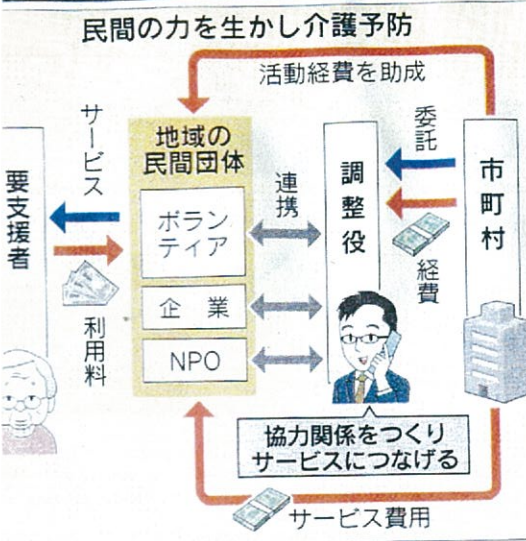 民間の力を生かし介護予防
活動経費を助成
サービス
地域の
民間団体
委託
市町村
要支援者
連携
調整役
ボラン
ティア
経費
企業
利用料
NPO
協力関係をつくり
サービスにつなげる
サービス費用